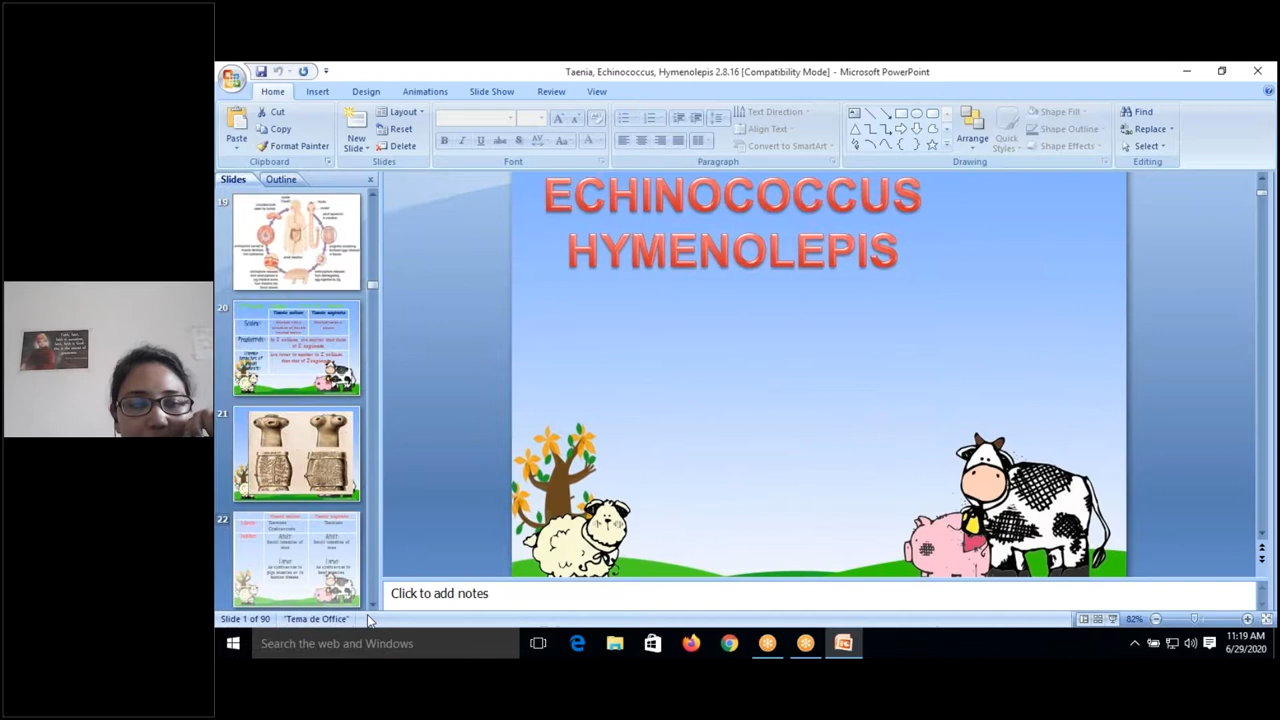 Taenia, Echinococcus, Hymenolepis 2.8.16 [Compatibility Mode] - Microsoft PowerPoint
Home Insert Design Animations Slide Show Review View
Paste
Cut
Copy
Format Painter
Clipboard
New Slide
Layout
Reset
Delete
Slides
Font
Text Direction
Align Text
Convert to SmartArt
Paragraph
Arrange
Quick Styles
Shape Fill
Shape Outline
Shape Effects
Drawing
Find
Replace
Select
Editing
Slides Outline
19
20
21
22
ECHINOCOCCUS
HYMENOLEPIS
Click to add notes
Slide 1 of 90 "Tema de Office" 82%
Search the web and Windows
11:19 AM
6/29/2020